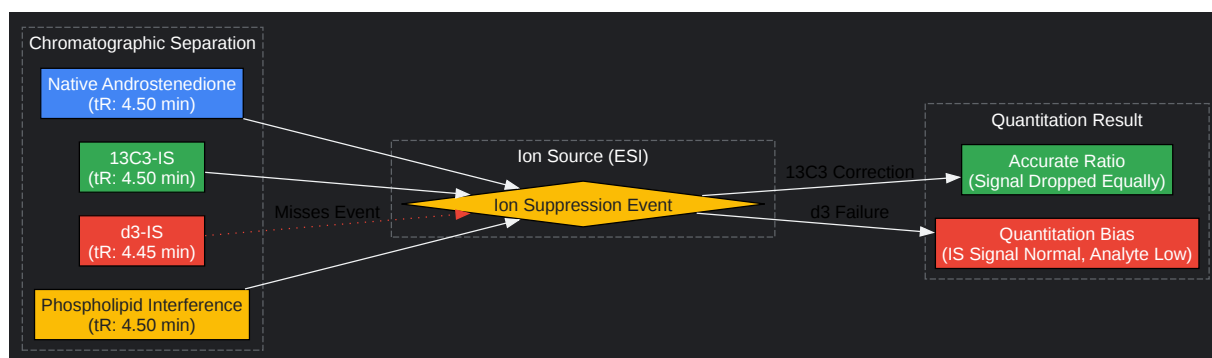 Chromatographic Separation
Native Androstenedione
(tR: 4.50 min)
13C3-IS
(tR: 4.50 min)
d3-IS
(tR: 4.45 min)
Phospholipid Interference
(tR: 4.50 min)
Misses Event
Ion Source (ESI)
Ion Suppression Event
13C3 Correction
d3 Failure
Quantitation Result
Accurate Ratio
(Signal Dropped Equally)
Quantitation Bias
(IS Signal Normal, Analyte Low)